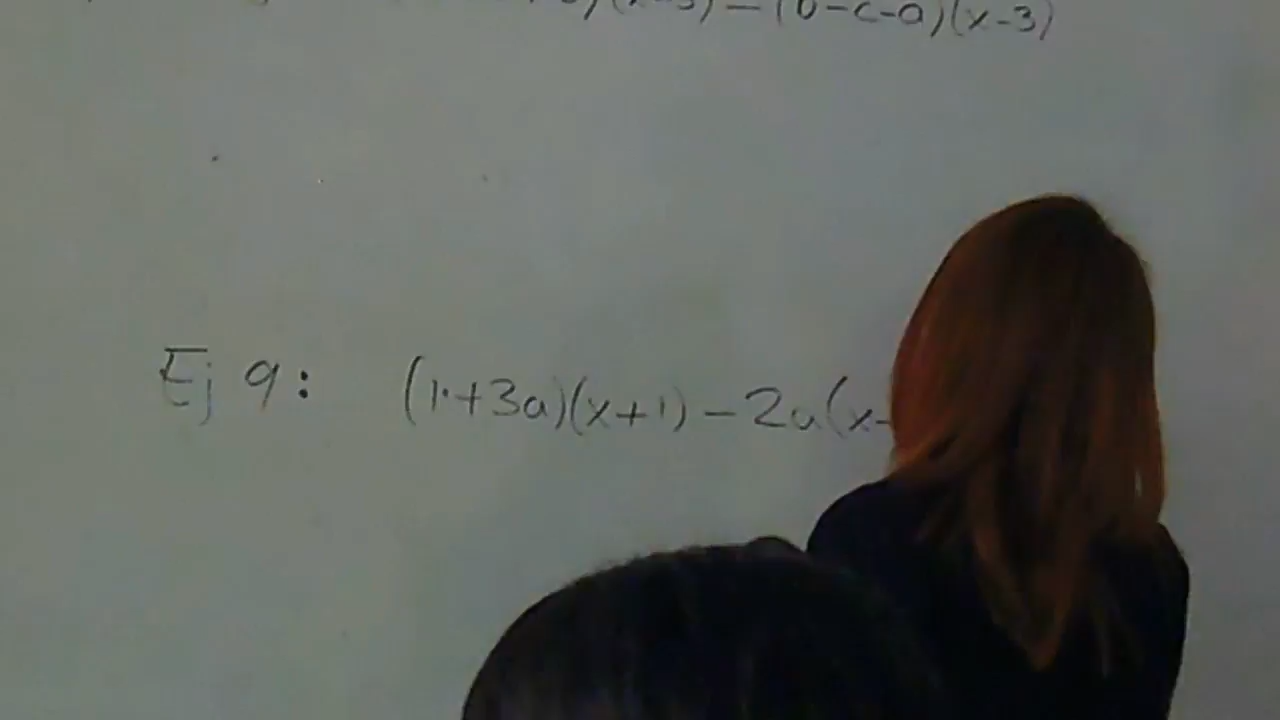 )(x-3) - (b-c-a)(x-3)
Ej 9: (1+3a)(x+1) - 2a(x